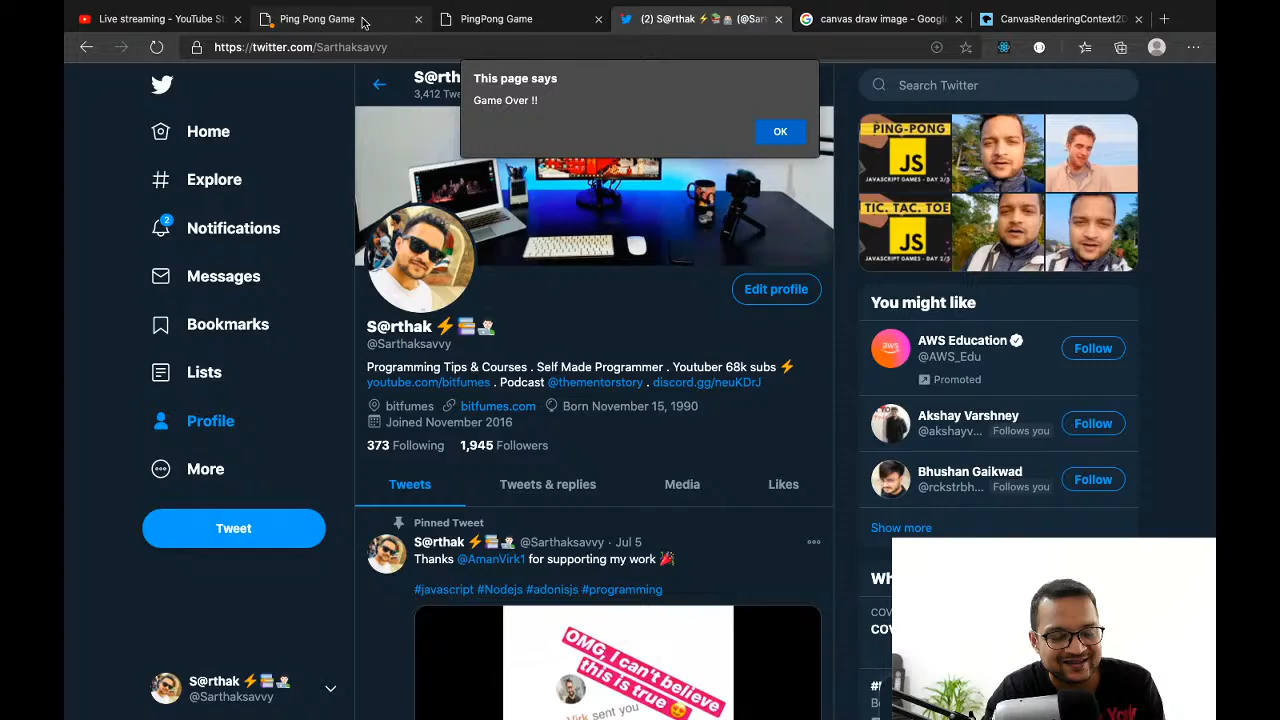 Live streaming - YouTube St
Ping Pong Game
PingPong Game
(2) S@rthak ⚡📚👨🏻‍💻 (@Sart
canvas draw image - Google
CanvasRenderingContext2D
https://twitter.com/Sarthaksavvy
This page says
Game Over !!
OK
S@rth
3,412 Twe
Search Twitter
Home
Explore
2
Notifications
Messages
Bookmarks
Lists
Profile
More
Tweet
S@rthak ⚡📚👨🏻‍💻
@Sarthaksavvy
Edit profile
S@rthak ⚡📚👨🏻‍💻
@Sarthaksavvy
Programming Tips & Courses . Self Made Programmer . Youtuber 68k subs ⚡
youtube.com/bitfumes . Podcast @thementorstory . discord.gg/neuKDrJ
bitfumes bitfumes.com Born November 15, 1990
Joined November 2016
373 Following 1,945 Followers
Tweets Tweets & replies Media Likes
Pinned Tweet
S@rthak ⚡📚👨🏻‍💻 @Sarthaksavvy · Jul 5
Thanks @AmanVirk1 for supporting my work 🎉
#javascript #Nodejs #adonisjs #programming
OMG, I can't believe
this is true 😍
Virk sent you
PING-PONG
JS
JAVASCRIPT GAMES - DAY 3/3
TIC. TAC. TOE
JS
JAVASCRIPT GAMES - DAY 2/3
You might like
aws
AWS Education
@AWS_Edu
Follow
Promoted
Akshay Varshney
@akshayv... Follows you
Follow
Bhushan Gaikwad
@rckstrbh... Follows you
Follow
Show more